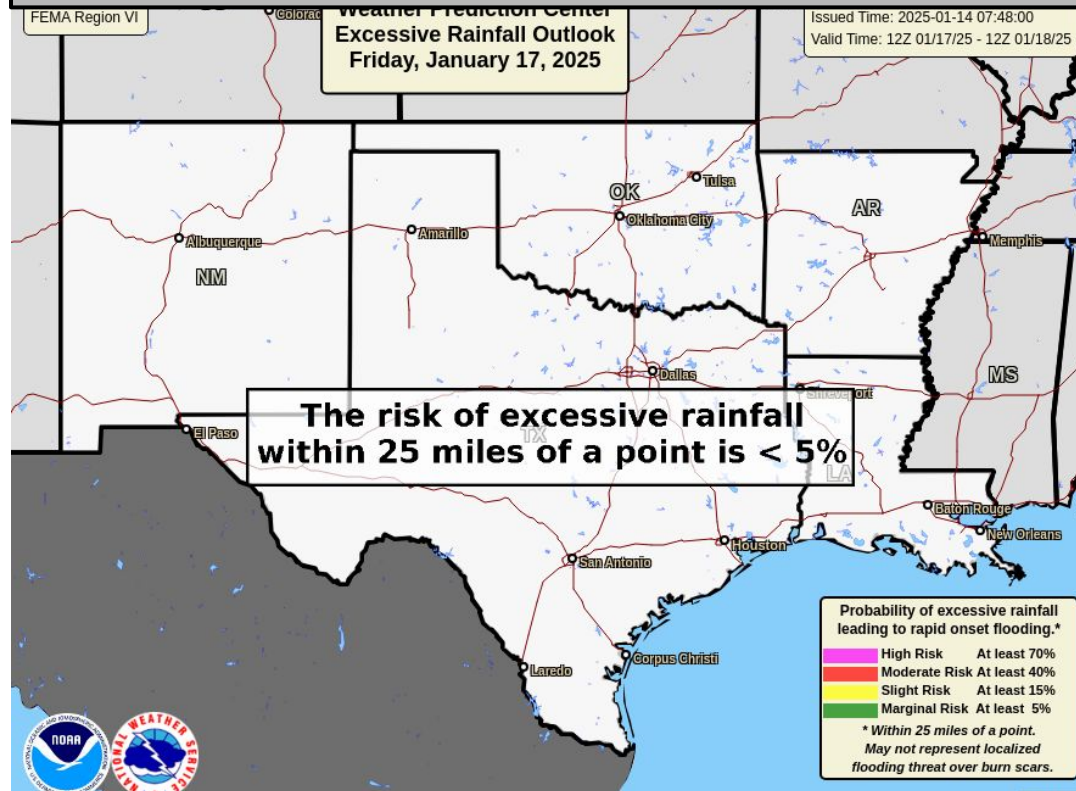 FEMA Region VI
Weather Prediction Center
Excessive Rainfall Outlook
Friday, January 17, 2025
Issued Time: 2025-01-14 07:48:00
Valid Time: 12Z 01/17/25 - 12Z 01/18/25
Colorad
Tulsa
OK
Oklahoma City
AR
Albuquerque
Amarillo
Memphis
NM
Dallas
MS
Shreveport
The risk of excessive rainfall
within 25 miles of a point is < 5%
El Paso
TX
LA
Baton Rouge
New Orleans
Houston
San Antonio
Corpus Christi
Laredo
Probability of excessive rainfall
leading to rapid onset flooding.*
High Risk At least 70%
Moderate Risk At least 40%
Slight Risk At least 15%
Marginal Risk At least 5%
* Within 25 miles of a point.
May not represent localized
flooding threat over burn scars.
NOAA
NATIONAL WEATHER SERVICE